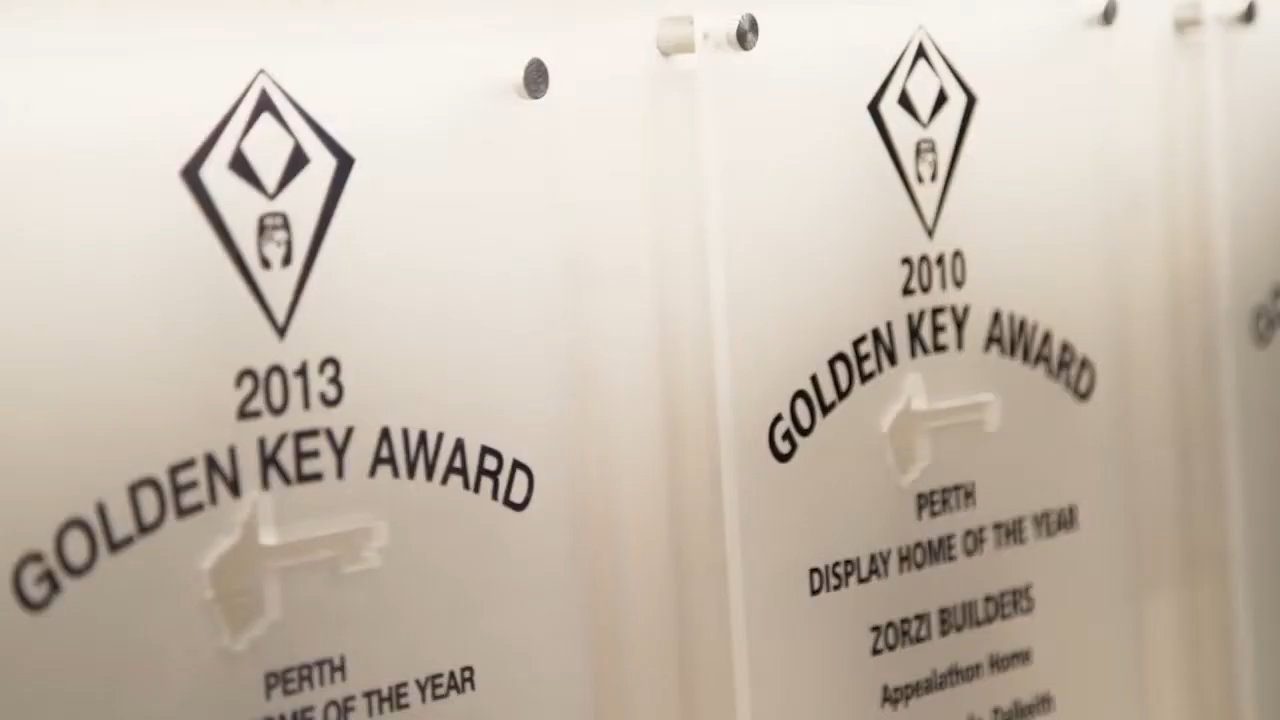 2013
GOLDEN KEY AWARD
PERTH
OF THE YEAR
2010
GOLDEN KEY AWARD
PERTH
DISPLAY HOME OF THE YEAR
ZORZI BUILDERS
Appealathon Home